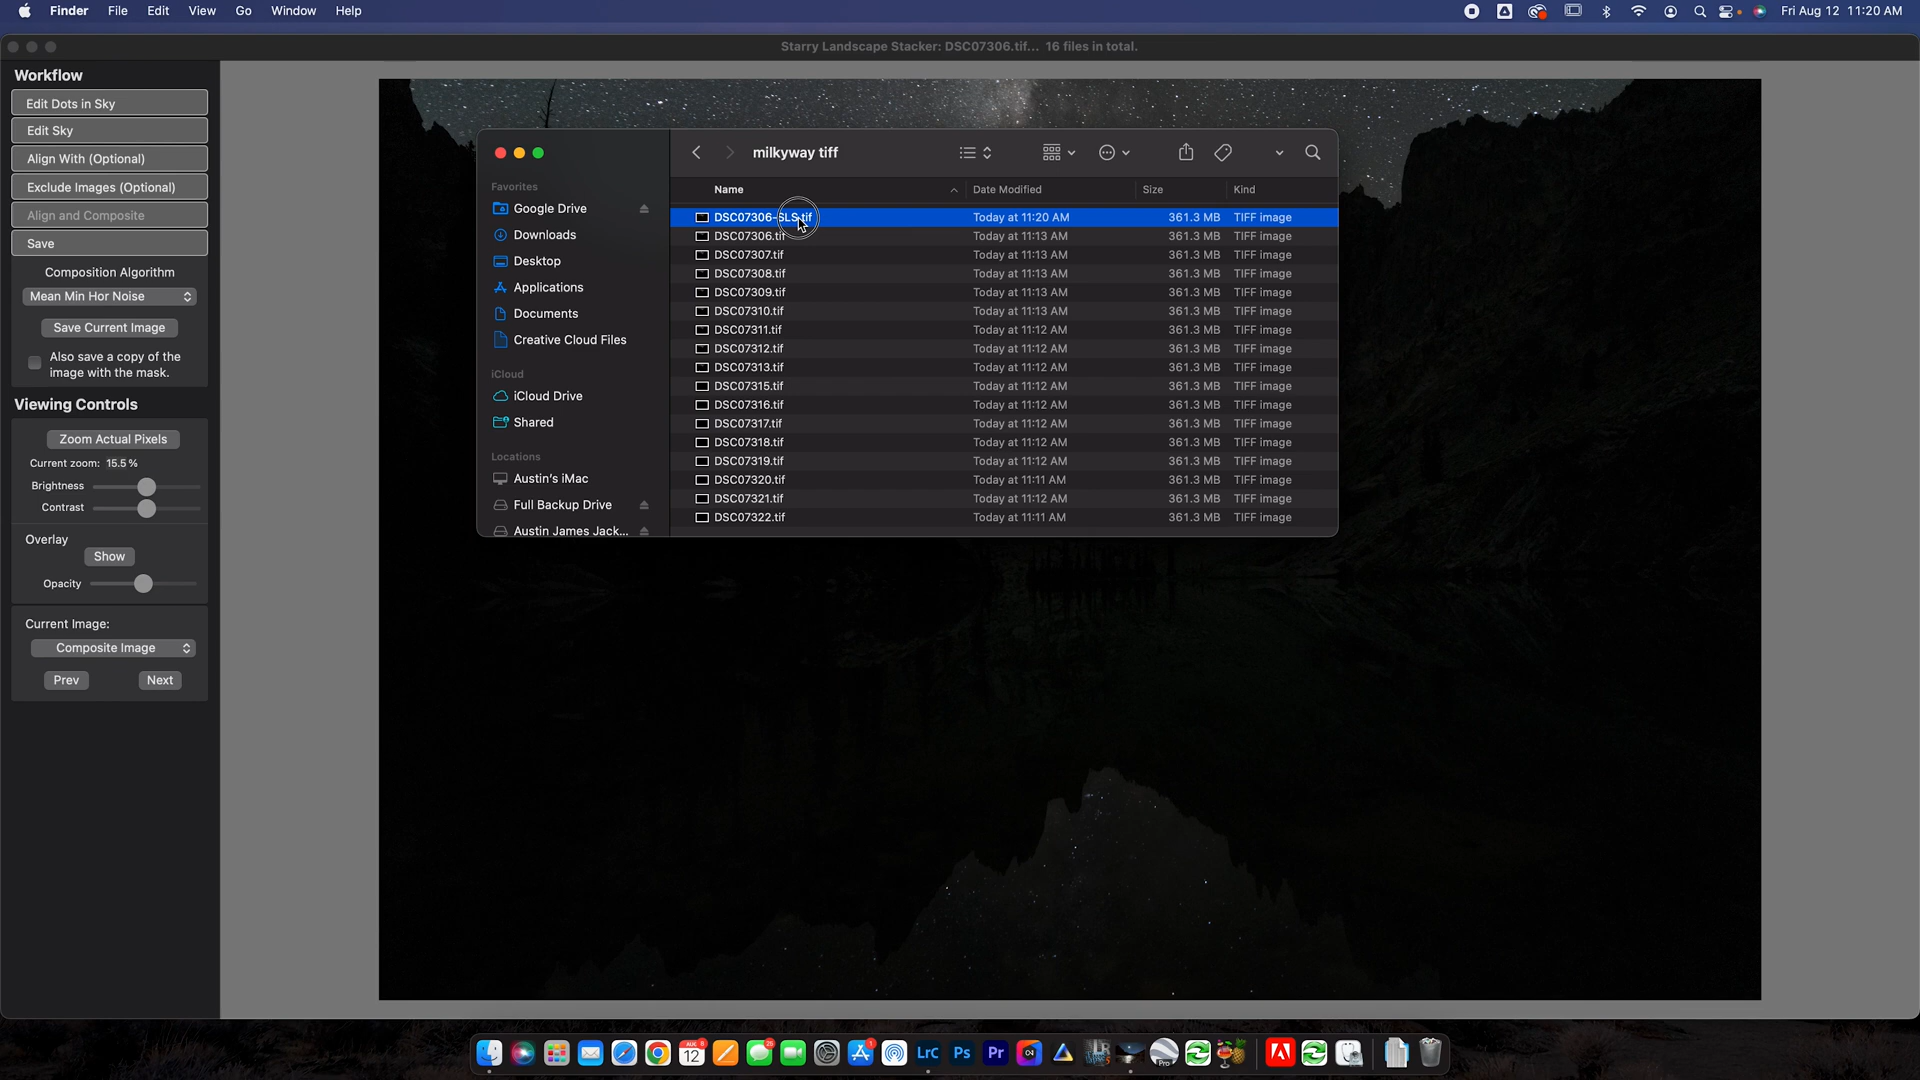 Finder File Edit View Go Window Help Fri Aug 12 11:20 AM
Starry Landscape Stacker: DSC07306.tif... 16 files in total.
Workflow
Edit Dots in Sky
Edit Sky
Align With (Optional)
Exclude Images (Optional)
Align and Composite
Save
Composition Algorithm
Mean Min Hor Noise
Save Current Image
Also save a copy of the
image with the mask.
Viewing Controls
Zoom Actual Pixels
Current zoom: 15.5 %
Brightness
Contrast
Overlay
Show
Opacity
Current Image:
Composite Image
Prev Next
Favorites
Google Drive
Downloads
Desktop
Applications
Documents
Creative Cloud Files
iCloud
iCloud Drive
Shared
Locations
Austin's iMac
Full Backup Drive
Austin James Jack...
milkyway tiff
Name Date Modified Size Kind
DSC07306-SLS.tif Today at 11:20 AM 361.3 MB TIFF image
DSC07306.tif Today at 11:13 AM 361.3 MB TIFF image
DSC07307.tif Today at 11:13 AM 361.3 MB TIFF image
DSC07308.tif Today at 11:13 AM 361.3 MB TIFF image
DSC07309.tif Today at 11:13 AM 361.3 MB TIFF image
DSC07310.tif Today at 11:13 AM 361.3 MB TIFF image
DSC07311.tif Today at 11:12 AM 361.3 MB TIFF image
DSC07312.tif Today at 11:12 AM 361.3 MB TIFF image
DSC07313.tif Today at 11:12 AM 361.3 MB TIFF image
DSC07315.tif Today at 11:12 AM 361.3 MB TIFF image
DSC07316.tif Today at 11:12 AM 361.3 MB TIFF image
DSC07317.tif Today at 11:12 AM 361.3 MB TIFF image
DSC07318.tif Today at 11:12 AM 361.3 MB TIFF image
DSC07319.tif Today at 11:12 AM 361.3 MB TIFF image
DSC07320.tif Today at 11:11 AM 361.3 MB TIFF image
DSC07321.tif Today at 11:12 AM 361.3 MB TIFF image
DSC07322.tif Today at 11:11 AM 361.3 MB TIFF image
AUG 12 LrC Ps Pr